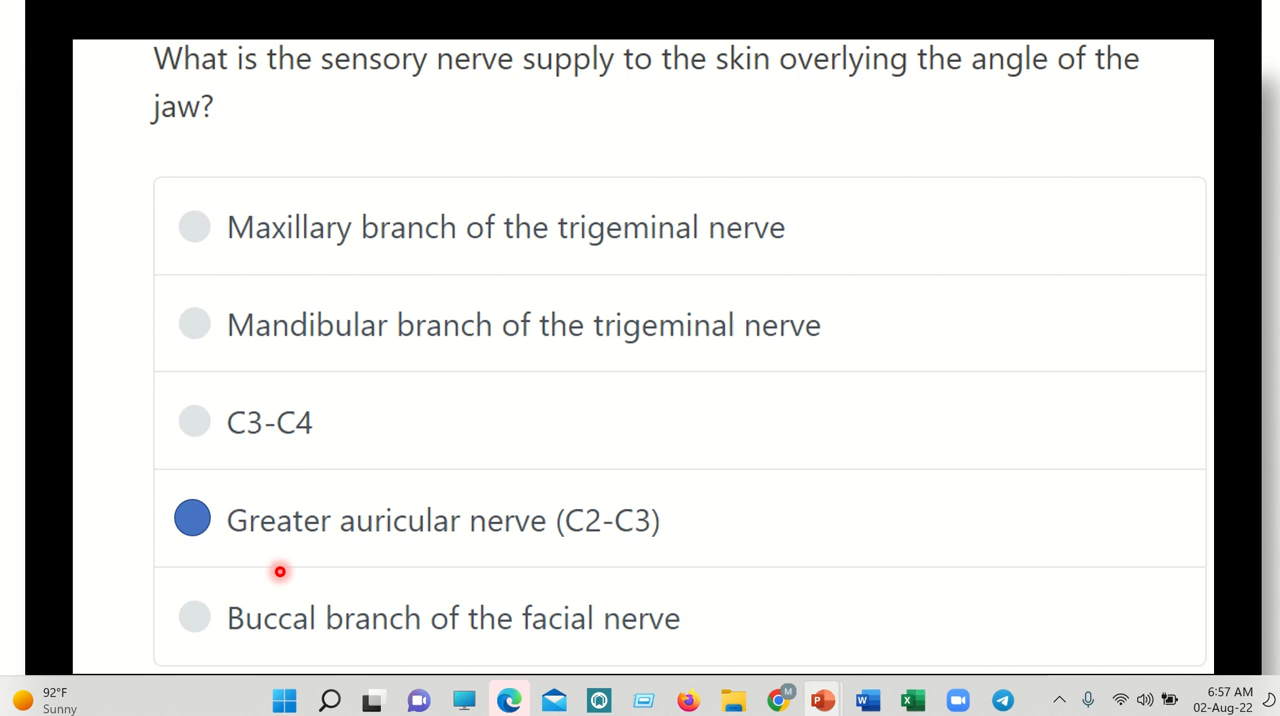 What is the sensory nerve supply to the skin overlying the angle of the
jaw?
Maxillary branch of the trigeminal nerve
Mandibular branch of the trigeminal nerve
C3-C4
Greater auricular nerve (C2-C3)
Buccal branch of the facial nerve
92°F
Sunny
M
P
W
X
6:57 AM
02-Aug-22